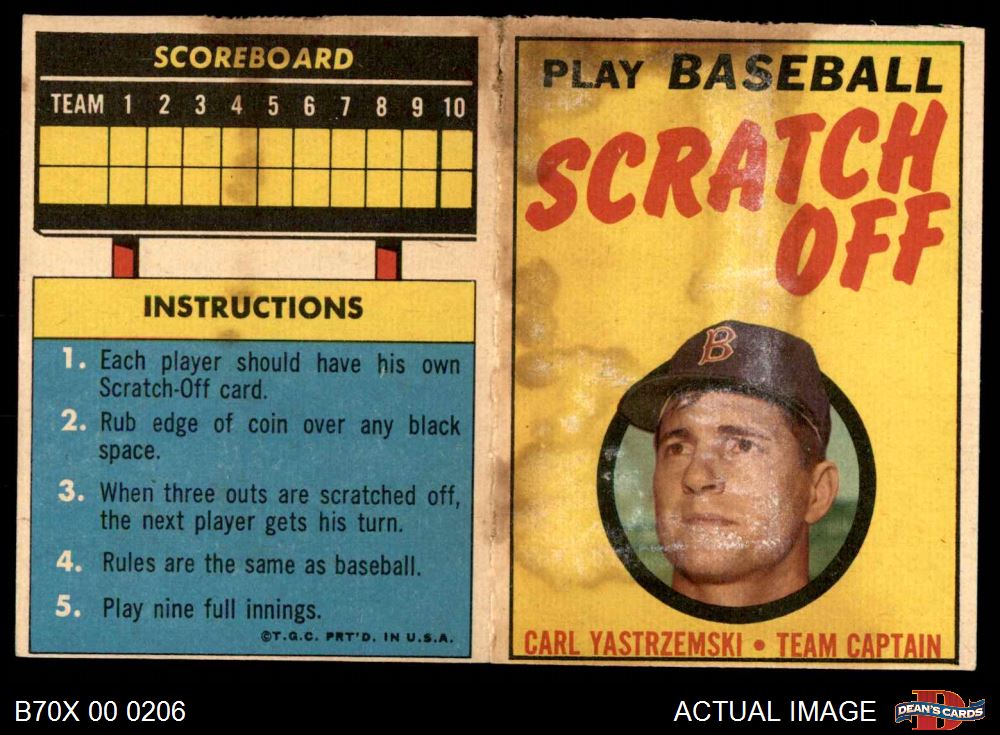 SCOREBOARD
TEAM 1 2 3 4 5 6 7 8 9 10
INSTRUCTIONS
1. Each player should have his own
Scratch-Off card.
2. Rub edge of coin over any black
space.
3. When three outs are scratched off,
the next player gets his turn.
4. Rules are the same as baseball.
5. Play nine full innings.
©T.G.C. PRT'D. IN U.S.A.
PLAY BASEBALL
SCRATCH
OFF
B
CARL YASTRZEMSKI • TEAM CAPTAIN
B70X 00 0206
ACTUAL IMAGE
D
DEAN'S CARDS